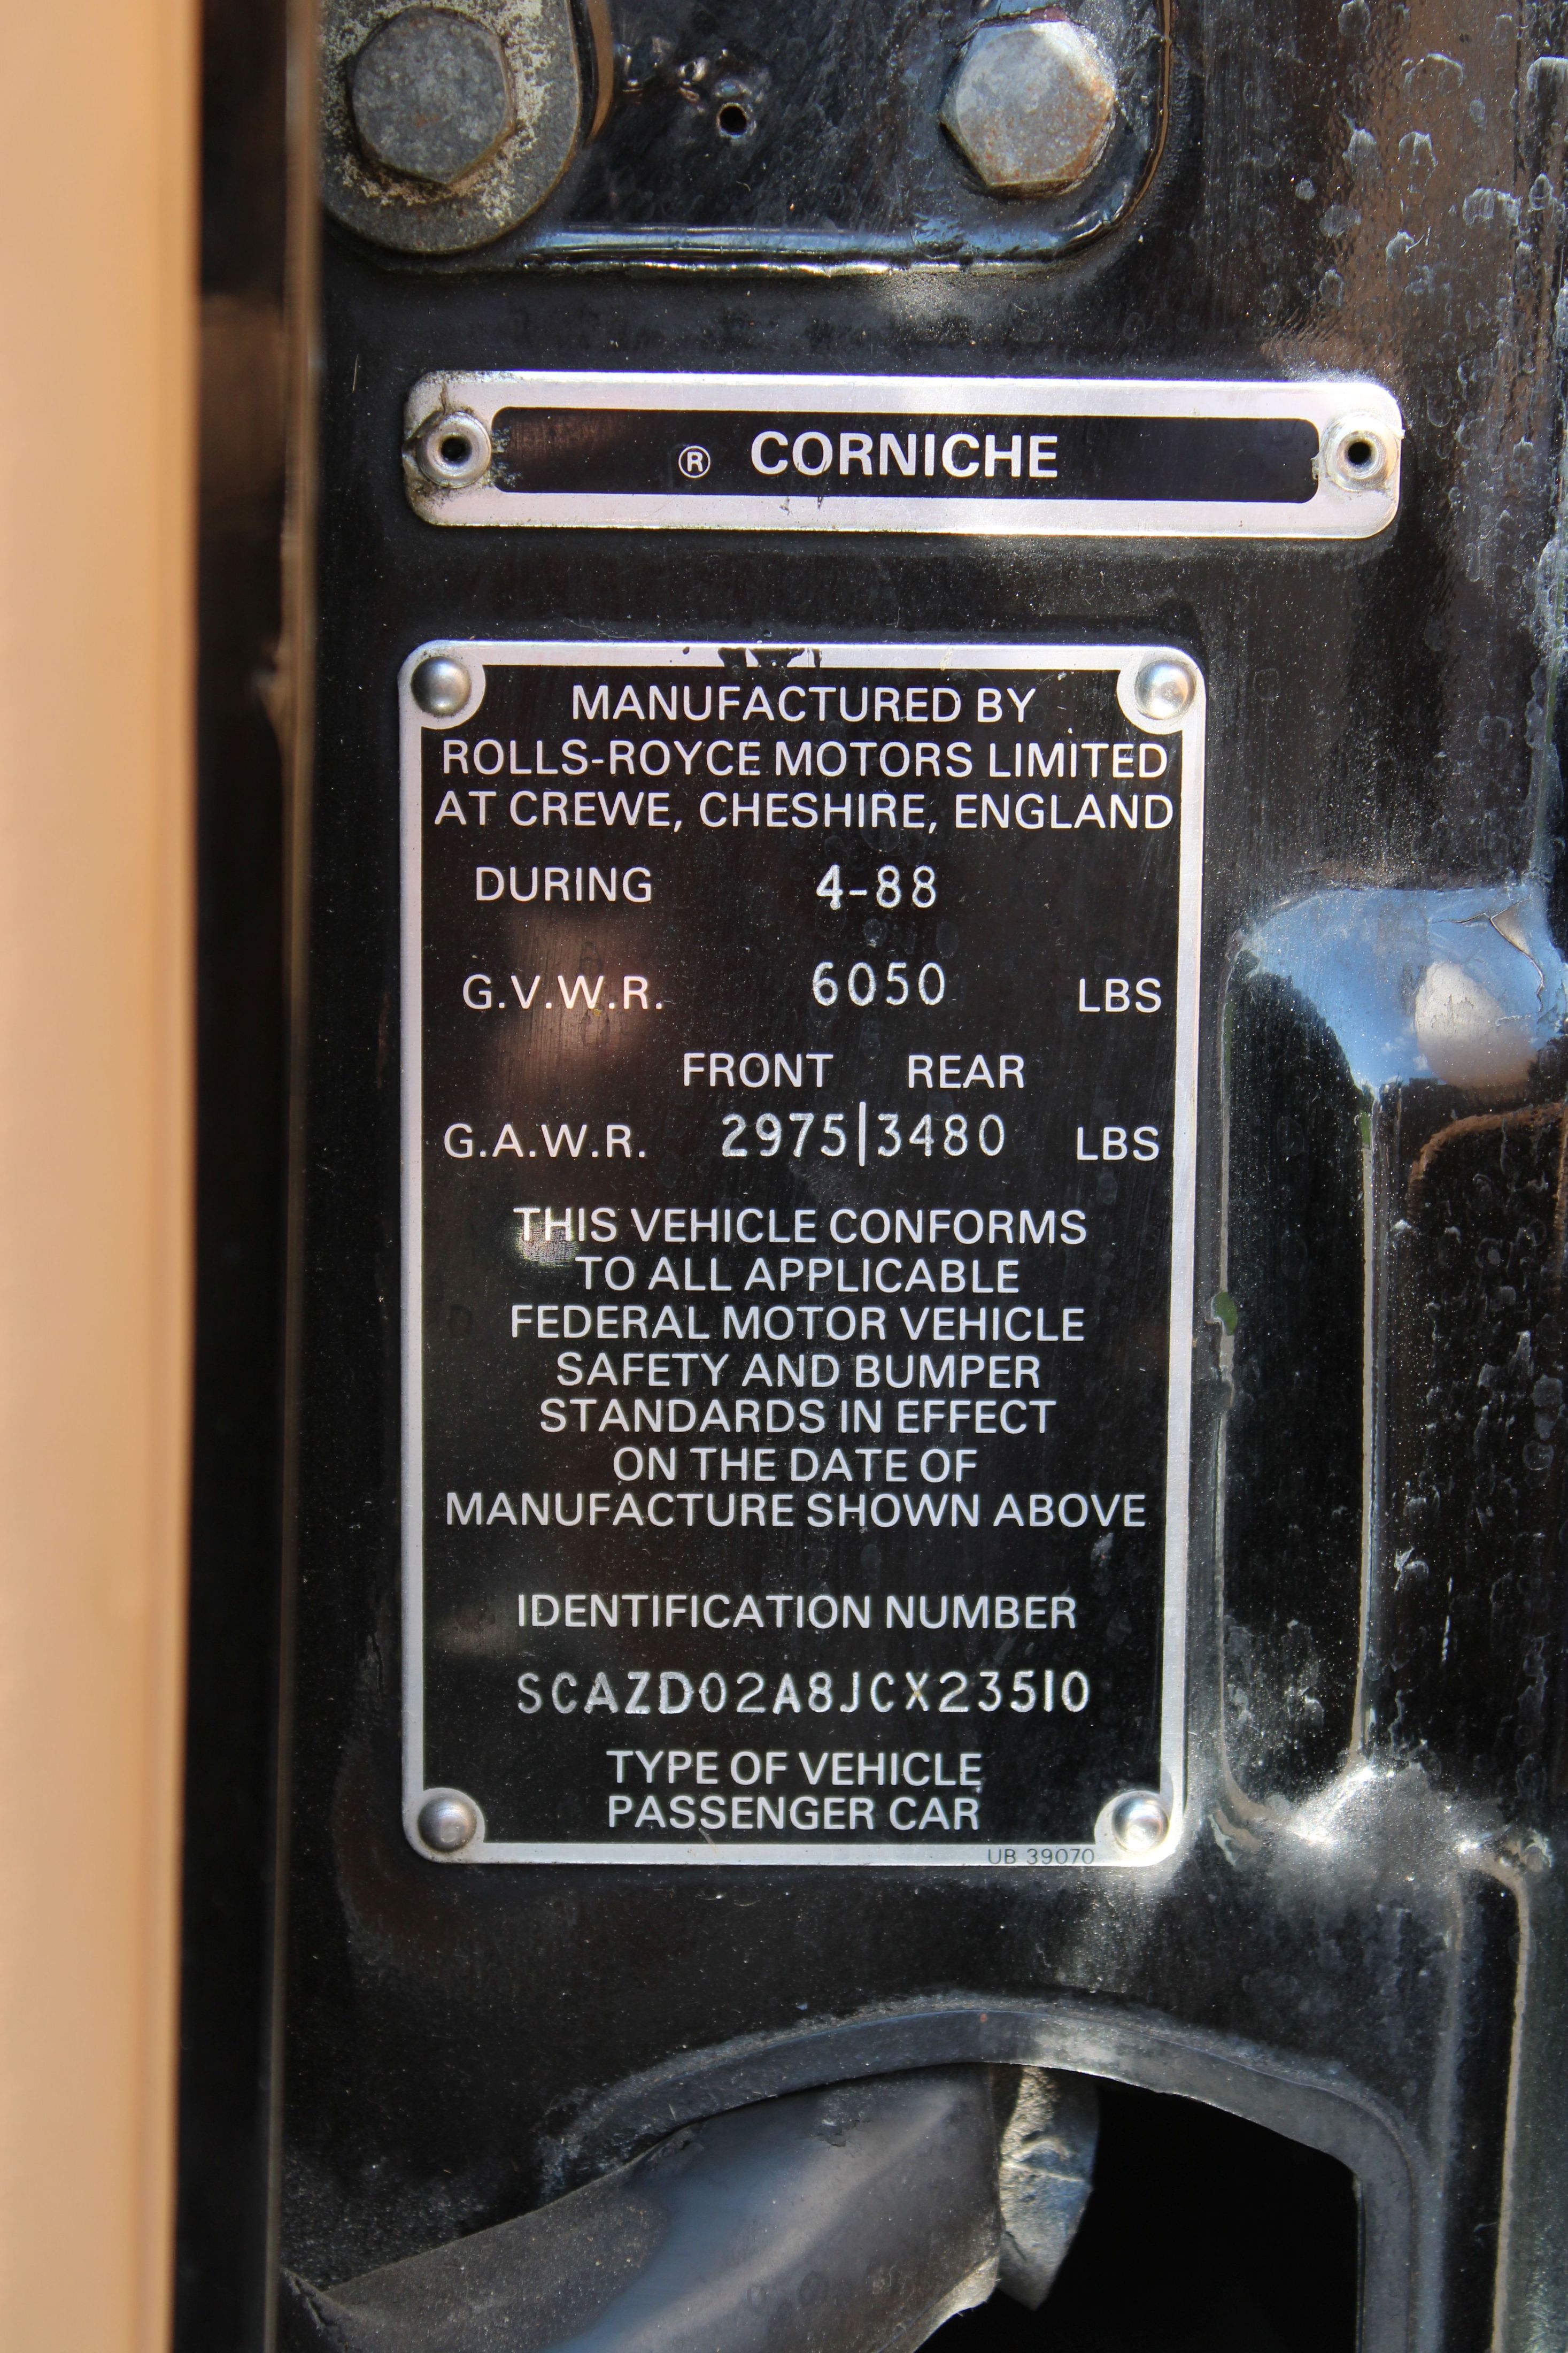 ® CORNICHE
MANUFACTURED BY
ROLLS-ROYCE MOTORS LIMITED
AT CREWE, CHESHIRE, ENGLAND
DURING 4-88
G.V.W.R. 6050 LBS
FRONT REAR
G.A.W.R. 2975|3480 LBS
THIS VEHICLE CONFORMS
TO ALL APPLICABLE
FEDERAL MOTOR VEHICLE
SAFETY AND BUMPER
STANDARDS IN EFFECT
ON THE DATE OF
MANUFACTURE SHOWN ABOVE
IDENTIFICATION NUMBER
SCAZD02A8JCX23510
TYPE OF VEHICLE
PASSENGER CAR
UB 39070